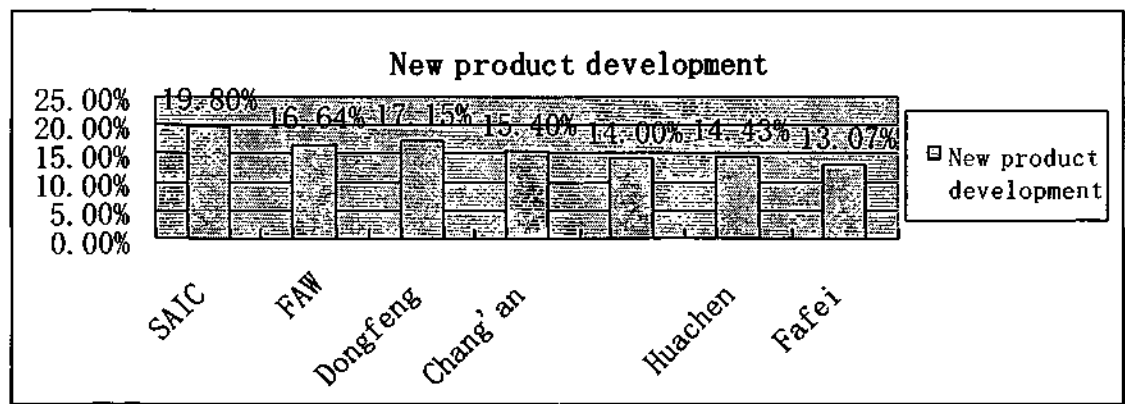 New product development
25.00%
20.00%
15.00%
10.00%
5.00%
0.00%
19.80%
16.64%
17.15%
15.40%
14.00%
14.43%
13.07%
SAIC
FAW
Dongfeng
Chang'an
Huachen
Fafei
New product
development